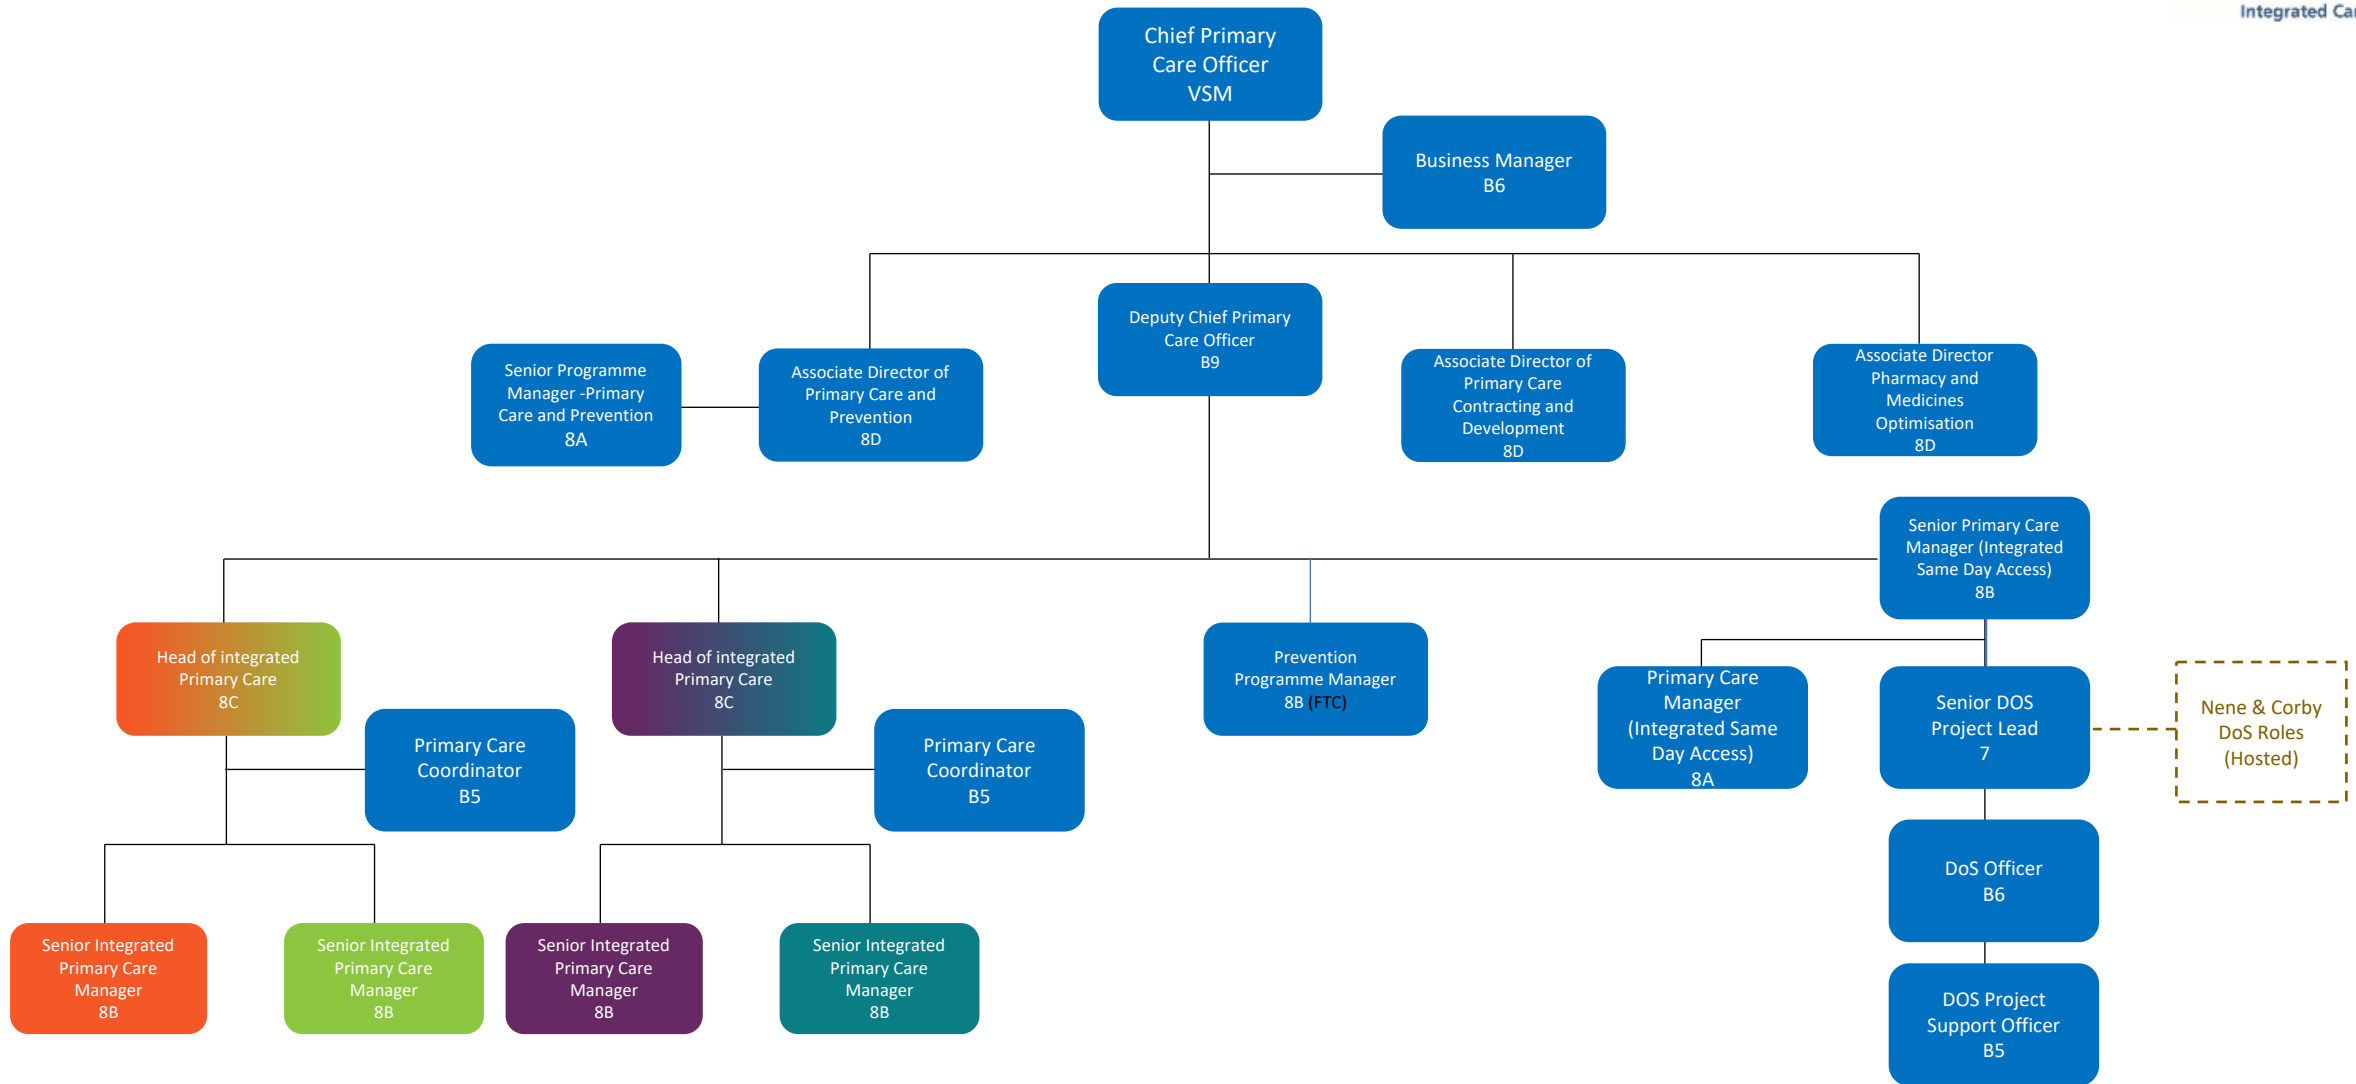 Integrated
Chief Primary
Care Officer
VSM
Business Manager
B6
Deputy Chief Primary
Care Officer
B9
Senior Programme
Manager -Primary
Care and Prevention
8A
Associate Director of
Primary Care and
Prevention
8D
Associate Director of
Primary Care
Contracting and
Development
8D
Associate Director
Pharmacy and
Medicines
Optimisation
8D
Senior Primary Care
Manager (Integrated
Same Day Access)
8B
Head of integrated
Primary Care
8C
Head of integrated
Primary Care
8C
Prevention
Programme Manager
8B (FTC)
Primary Care
Manager
(Integrated Same
Day Access)
8A
Senior DOS
Project Lead
7
Nene & Corby
DoS Roles
(Hosted)
Primary Care
Coordinator
B5
Primary Care
Coordinator
B5
DoS Officer
B6
Senior Integrated
Primary Care
Manager
8B
Senior Integrated
Primary Care
Manager
8B
Senior Integrated
Primary Care
Manager
8B
Senior Integrated
Primary Care
Manager
8B
DOS Project
Support Officer
B5